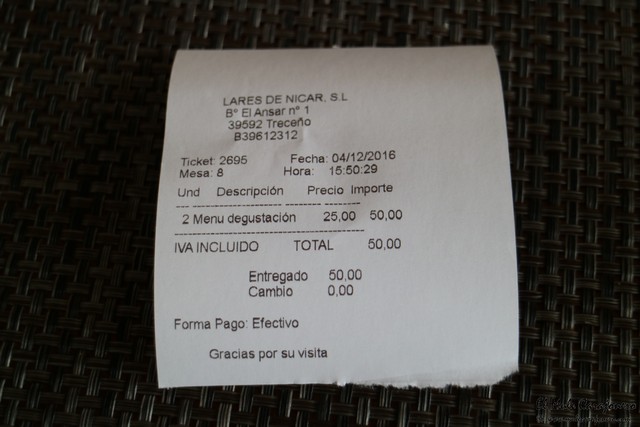 LARES DE NICAR, S.L
Bº El Ansar nº 1
39592 Treceño
B39612312
Ticket: 2695 Fecha: 04/12/2016
Mesa: 8 Hora: 15:50:29
Und Descripción Precio Importe
2 Menu degustación 25,00 50,00
IVA INCLUIDO TOTAL 50,00
Entregado 50,00
Cambio 0,00
Forma Pago: Efectivo
Gracias por su visita